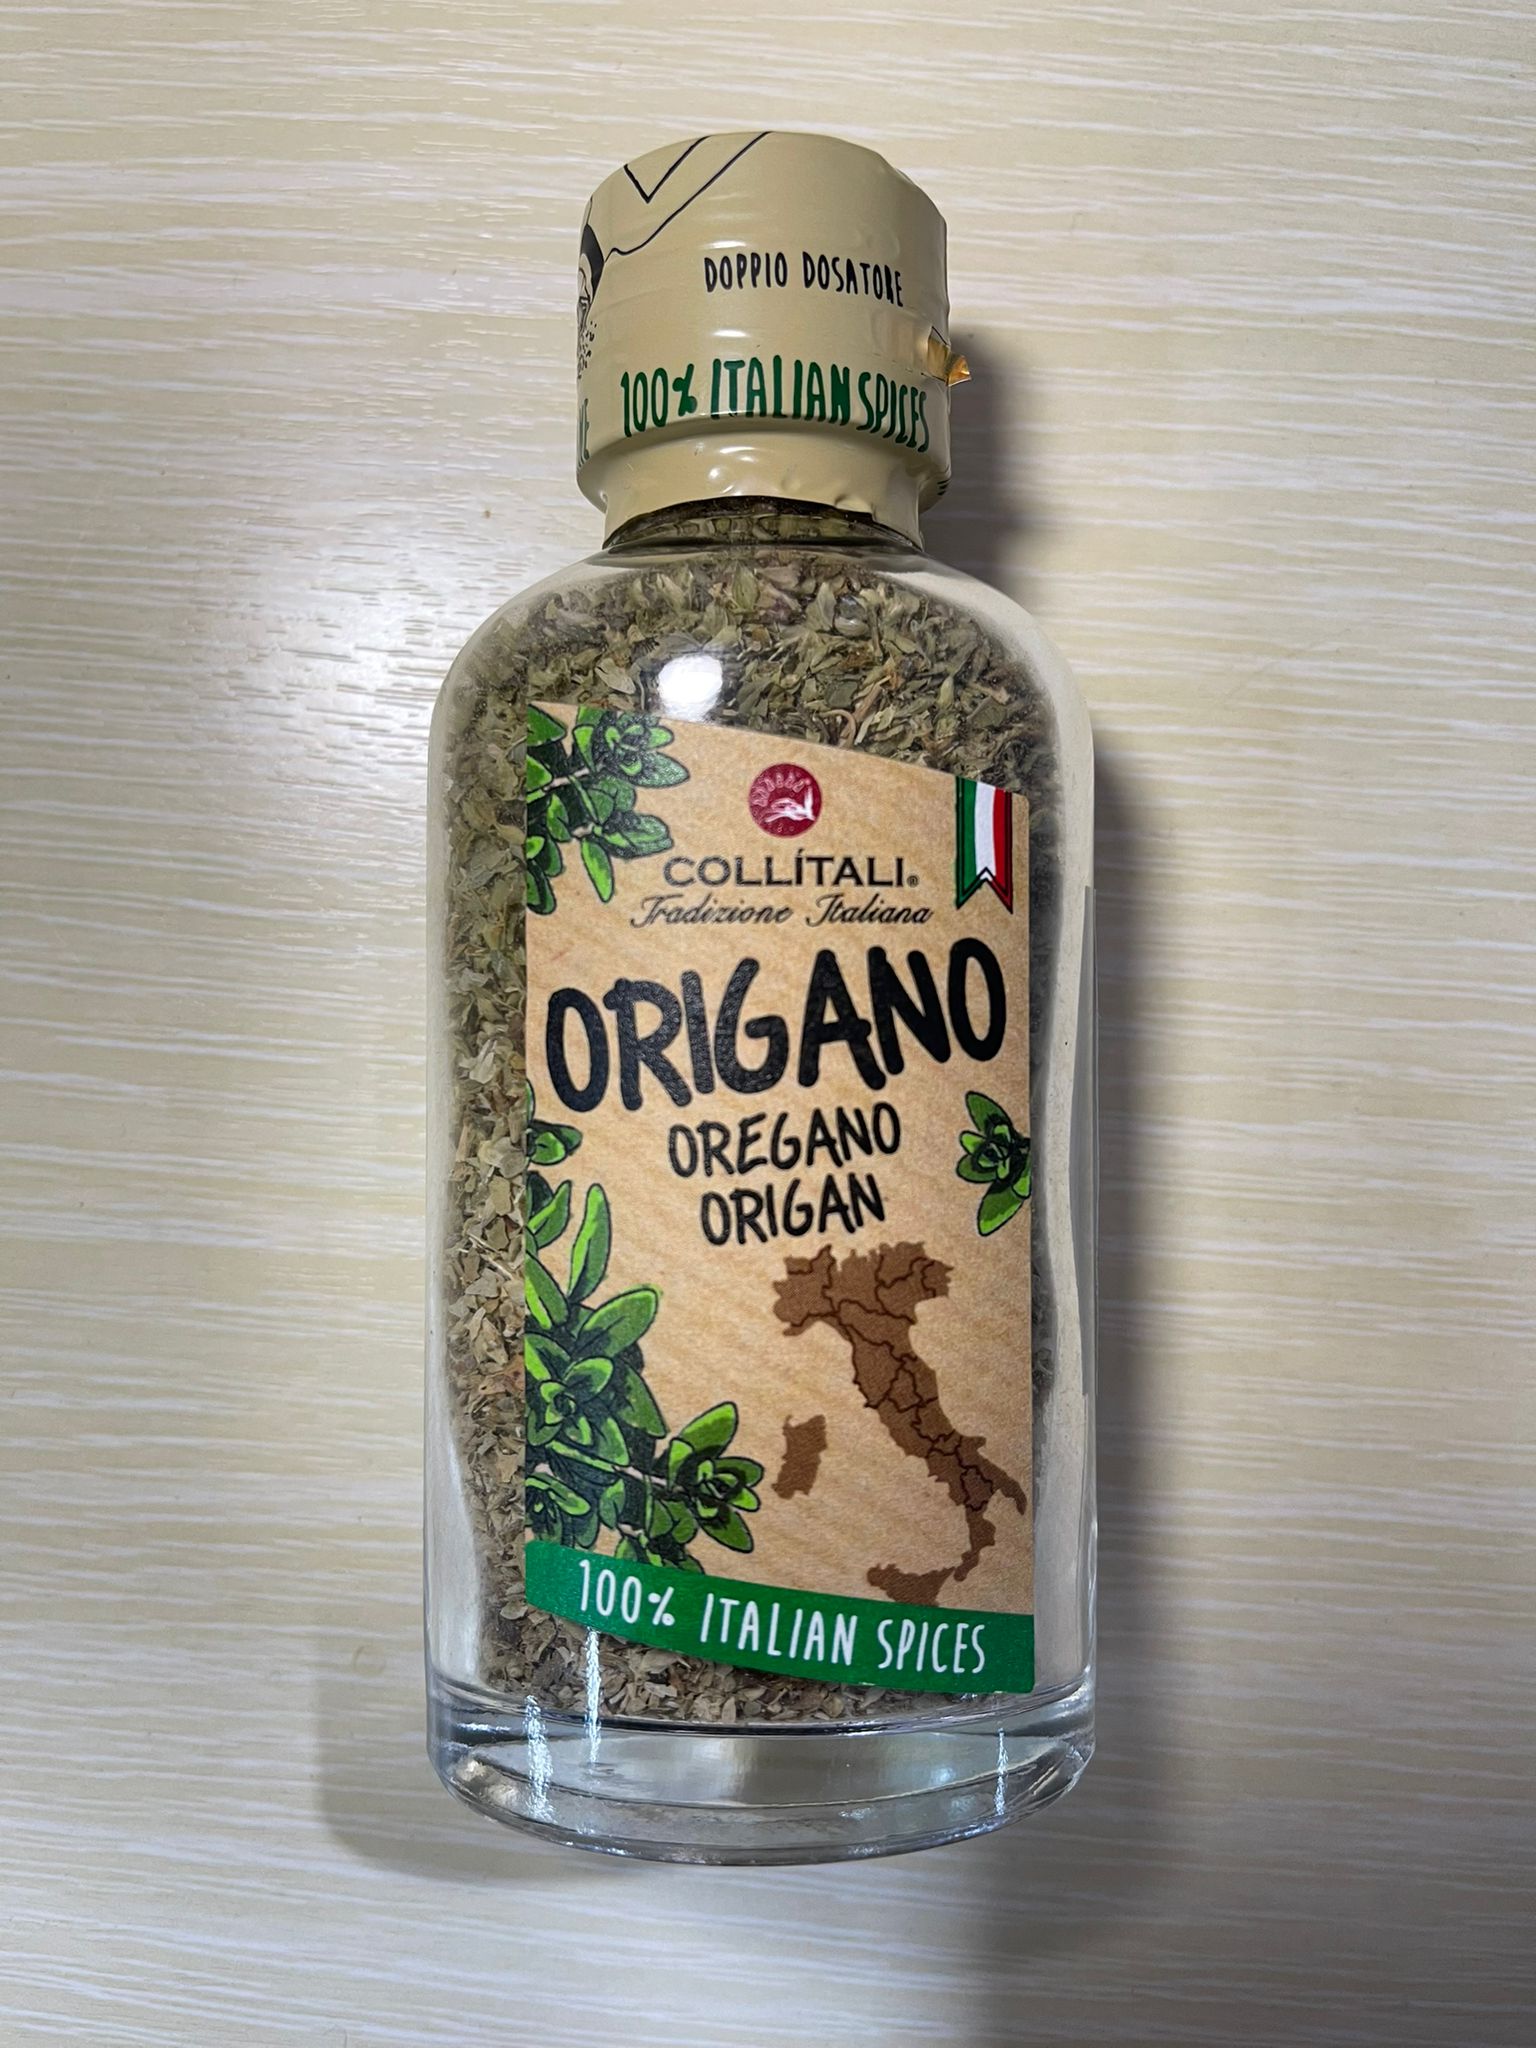 DOPPIO DOSATORE
100% ITALIAN SPICES
COLLÍTALI®
Tradizione Italiana
ORIGANO
OREGANO
ORIGAN
100% ITALIAN SPICES